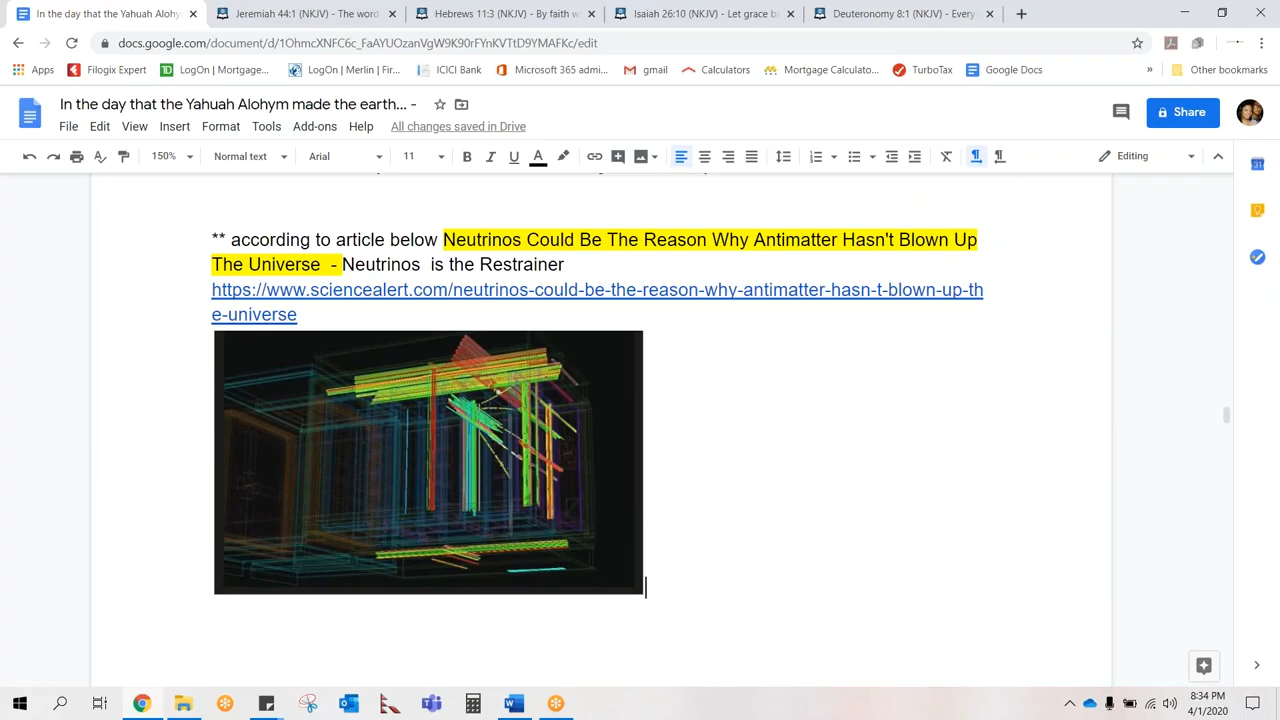 In the day that the Yahuah Alohym
Jeremiah 44:1 (NKJV) - The word
Hebrews 11:3 (NKJV) - By faith w
Isaiah 26:10 (NKJV) - Let grace b
Deuteronomy 8:1 (NKJV) - Every
docs.google.com/document/d/1OhmcXNFC6c_FaAYUOzanVgW9K90rFYnKVTtD9YMAFKc/edit
Apps
Filogix Expert
LogOn | Mortgage...
LogOn | Merlin | Fir...
ICICI Bank
Microsoft 365 admi...
gmail
Calculators
Mortgage Calculato...
TurboTax
Google Docs
»
Other bookmarks
In the day that the Yahuah Alohym made the earth... -
Share
File Edit View Insert Format Tools Add-ons Help All changes saved in Drive
150% Normal text Arial 11 B I U A Editing
** according to article below Neutrinos Could Be The Reason Why Antimatter Hasn't Blown Up
The Universe - Neutrinos is the Restrainer
https://www.sciencealert.com/neutrinos-could-be-the-reason-why-antimatter-hasn-t-blown-up-th
e-universe
8:34 PM
4/1/2020